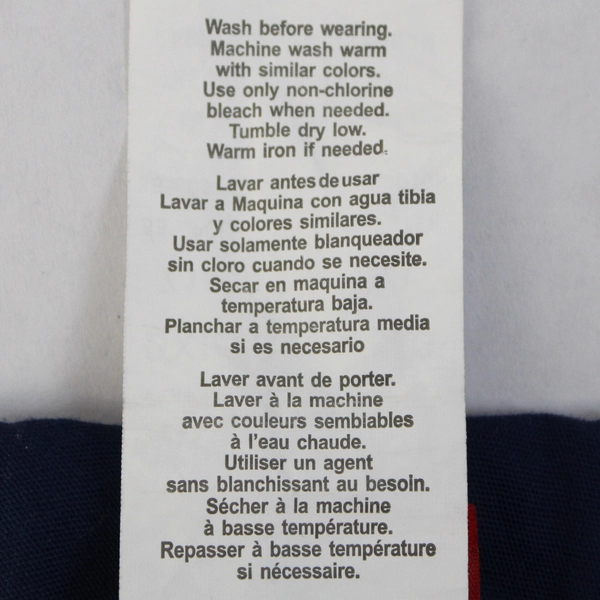 Wash before wearing.
Machine wash warm
with similar colors.
Use only non-chlorine
bleach when needed.
Tumble dry low.
Warm iron if needed.
Lavar antes de usar
Lavar a Maquina con agua tibia
y colores similares.
Usar solamente blanqueador
sin cloro cuando se necesite.
Secar en maquina a
temperatura baja.
Planchar a temperatura media
si es necesario
Laver avant de porter.
Laver à la machine
avec couleurs semblables
à l'eau chaude.
Utiliser un agent
sans blanchissant au besoin.
Sécher à la machine
à basse température.
Repasser à basse température
si nécessaire.